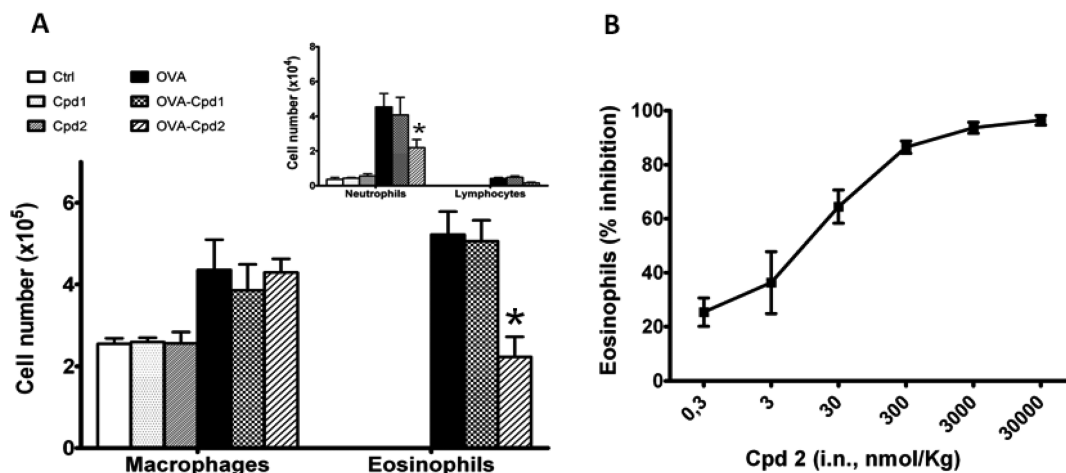 A
Ctrl
Cpd1
Cpd2
OVA
OVA-Cpd1
OVA-Cpd2
Cell number (x10⁴)
8
6
4
2
0
*
Neutrophils Lymphocytes
Cell number (x10⁵)
6
4
2
0
*
Macrophages Eosinophils
B
Eosinophils (% inhibition)
100
80
60
40
20
0
0,3 3 30 300 3000 30000
Cpd 2 (i.n., nmol/Kg)